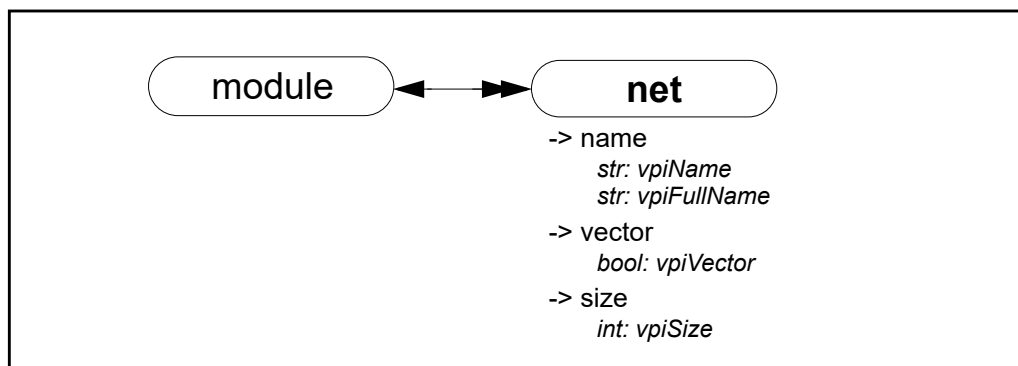 module
net
-> name
str: vpiName
str: vpiFullName
-> vector
bool: vpiVector
-> size
int: vpiSize